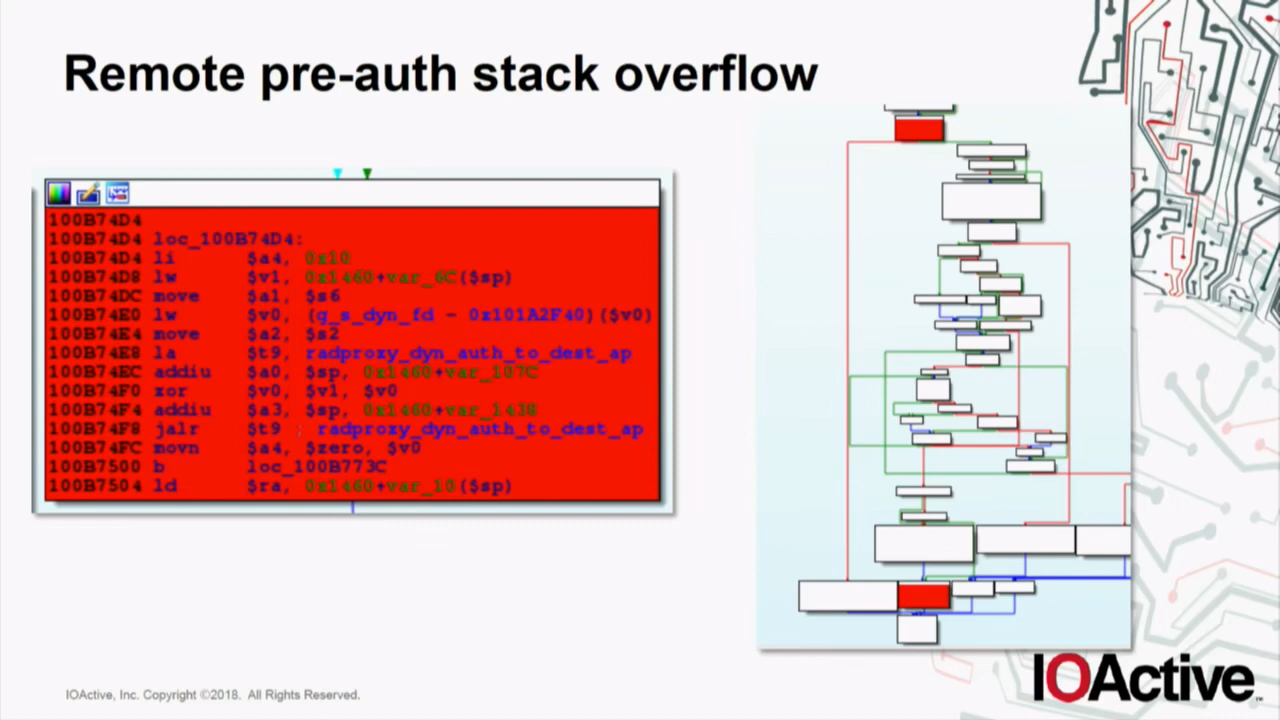 Remote pre-auth stack overflow
100B74D4
100B74D4 loc_100B74D4:
100B74D4 li $a4, 0x10
100B74D8 lw $v1, 0x1460+var_6C($sp)
100B74DC move $a1, $s6
100B74E0 lw $v0, (g_s_dyn_fd - 0x101A2F40)($v0)
100B74E4 move $a2, $s2
100B74E8 la $t9, radproxy_dyn_auth_to_dest_ap
100B74EC addiu $a0, $sp, 0x1460+var_107C
100B74F0 xor $v0, $v1, $v0
100B74F4 addiu $a3, $sp, 0x1460+var_1438
100B74F8 jalr $t9 ; radproxy_dyn_auth_to_dest_ap
100B74FC movn $a4, $zero, $v0
100B7500 b loc_100B773C
100B7504 ld $ra, 0x1460+var_10($sp)
IOActive, Inc. Copyright ©2018. All Rights Reserved.
IOActive™